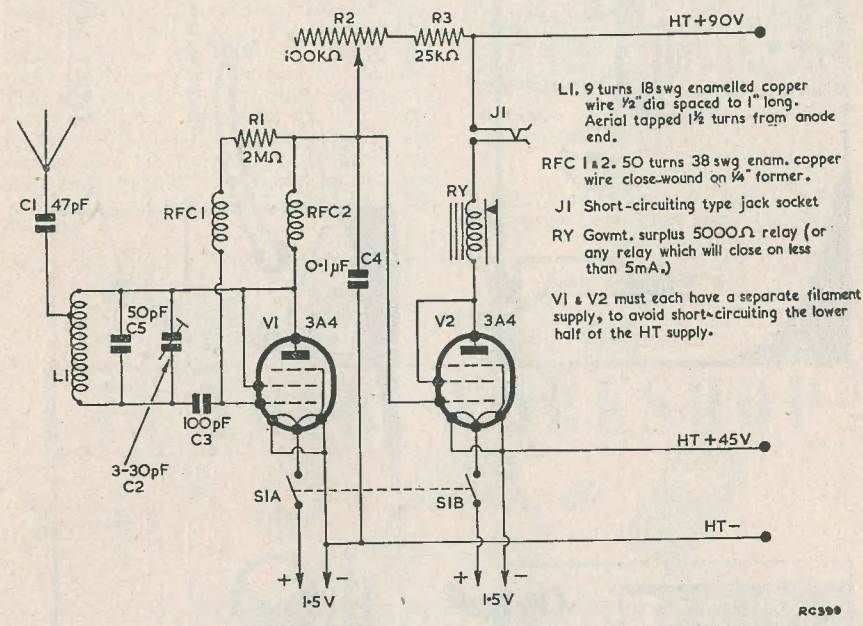 R2
100KΩ
R3
25KΩ
HT+90V
L1. 9 turns 18swg enamelled copper
wire ½" dia spaced to 1" long.
Aerial tapped 1½ turns from anode
end.
J1
R1
2MΩ
RFC 1 & 2. 50 turns 38 swg enam. copper
wire close-wound on ¼" former.
C1
47pF
RFC1
RFC2
RY
J1 Short-circuiting type jack socket
RY Govmt. surplus 5000Ω relay (or
any relay which will close on less
than 5mA.)
0·1µF
C4
V1 & V2 must each have a separate filament
supply, to avoid short-circuiting the lower
half of the HT supply.
50pF
C5
V1
3A4
V2
3A4
L1
100pF
C3
3-30pF
C2
HT+45V
S1A
S1B
HT-
+
-
1·5V
+
-
1·5V
RC399